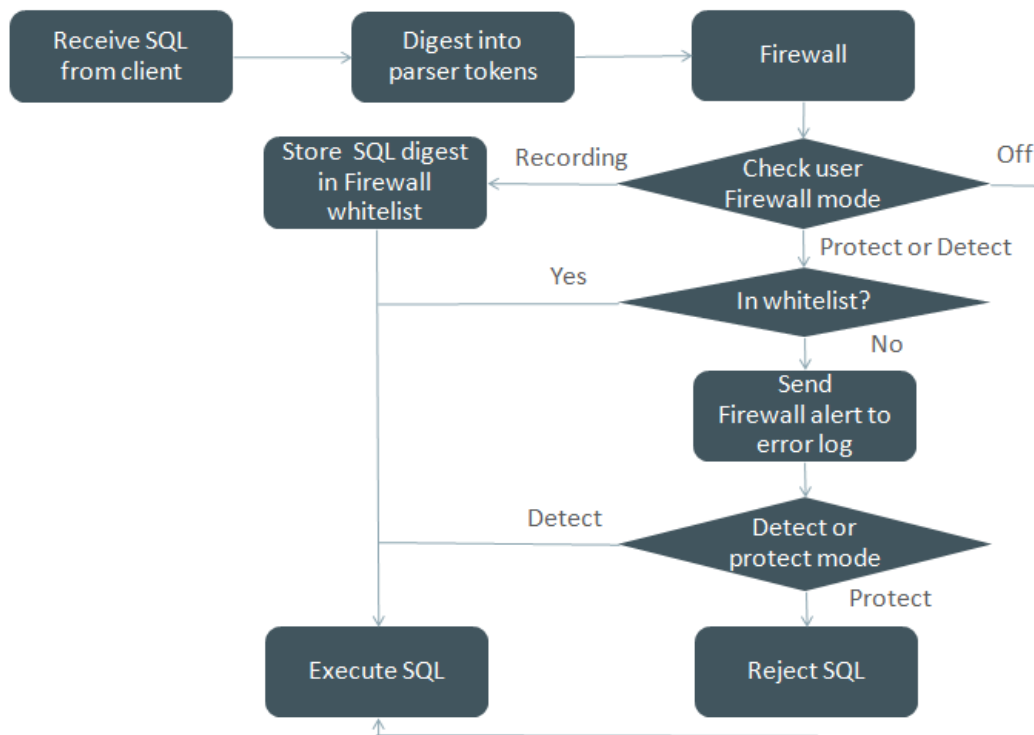 Receive SQL
from client
Digest into
parser tokens
Firewall
Store  SQL digest
in Firewall
whitelist
Recording
Check user
Firewall mode
Off
Protect or Detect
Yes
In whitelist?
No
Send
Firewall alert to
error log
Detect
Detect or
protect mode
Protect
Execute SQL
Reject SQL